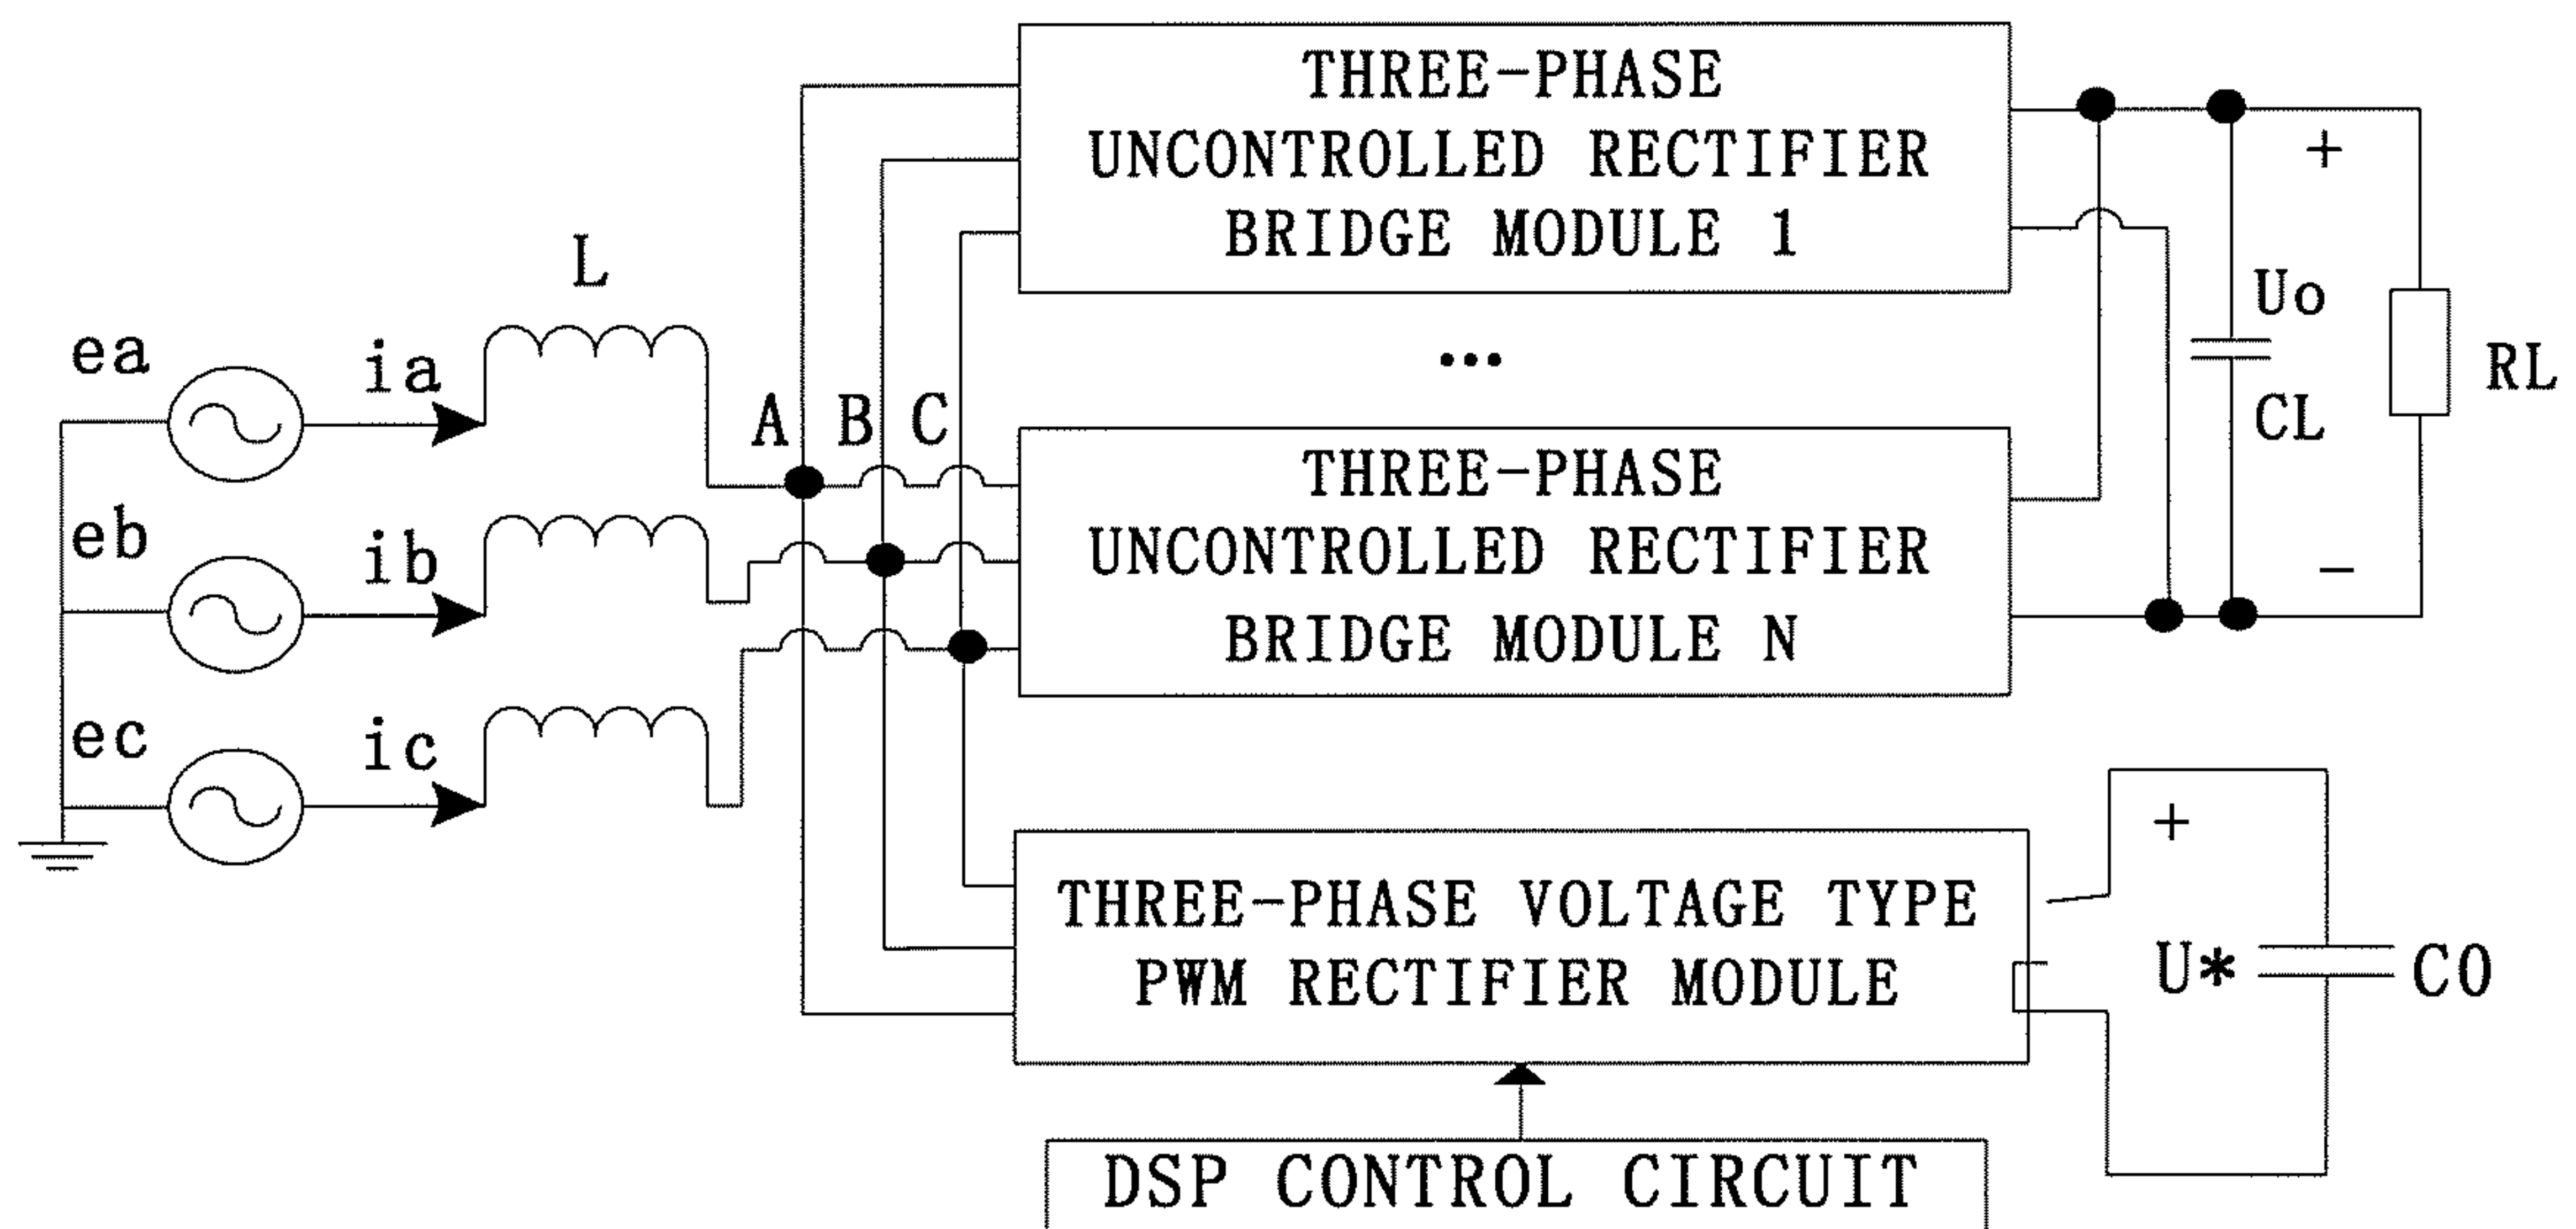 THREE-PHASE
UNCONTROLLED RECTIFIER
BRIDGE MODULE 1
+
L
Uo
ea
ia
...
RL
A
B
C
CL
THREE-PHASE
UNCONTROLLED RECTIFIER
BRIDGE MODULE N
eb
ib
-
ec
ic
+
THREE-PHASE VOLTAGE TYPE
PWM RECTIFIER MODULE
U*
C0
DSP CONTROL CIRCUIT